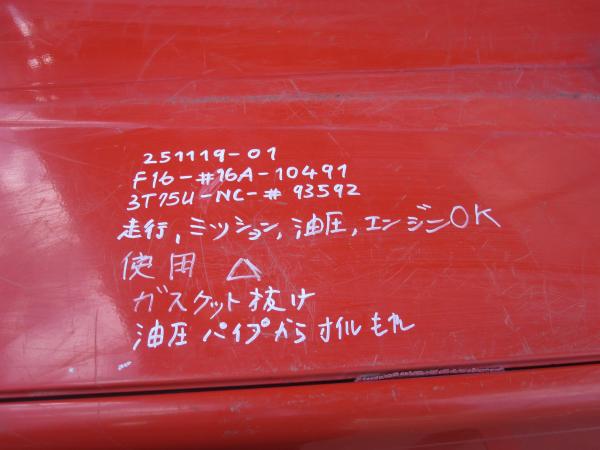 251119-01
F16-#16A-10491
3T75U-NC-#93592
走行,ミッション,油圧,エンジンOK
使用 △
ガスケット抜け
油圧パイプからオイルもれ